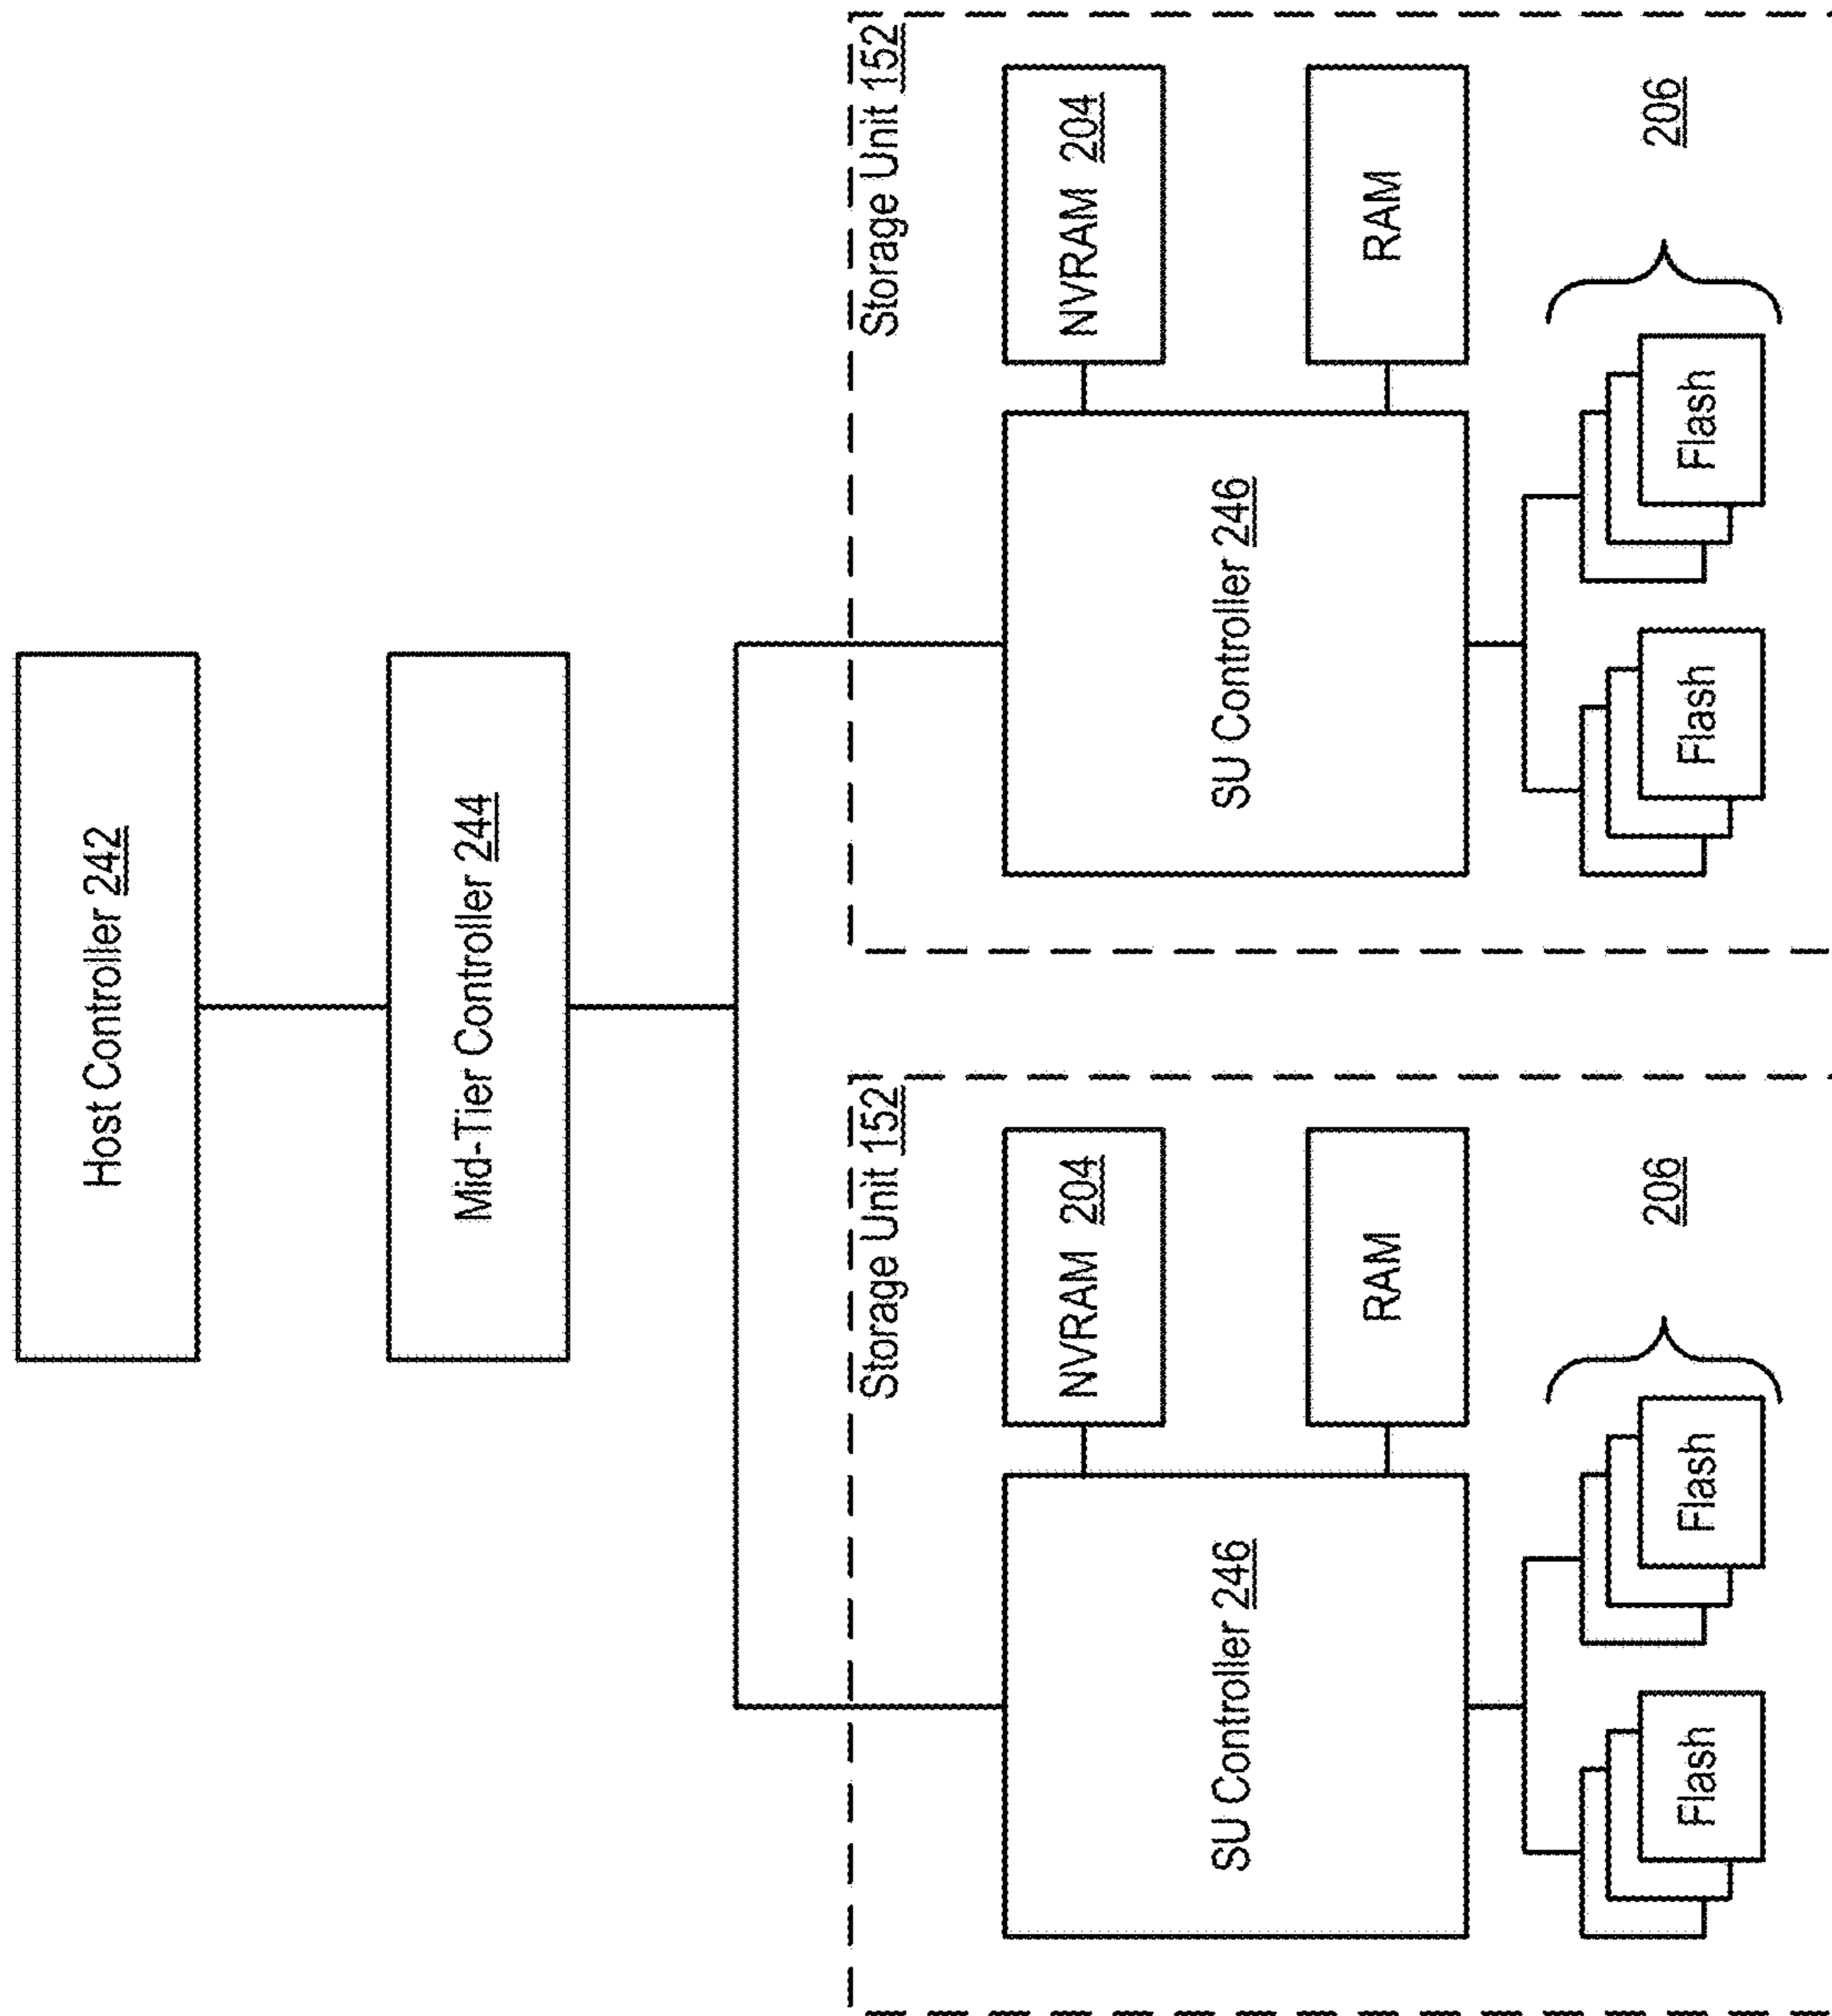 Host Controller 242
Mid-Tier Controller 244
Storage Unit 152
SU Controller 246
NVRAM 204
RAM
Flash
Flash
206
Storage Unit 152
SU Controller 246
NVRAM 204
RAM
Flash
Flash
206